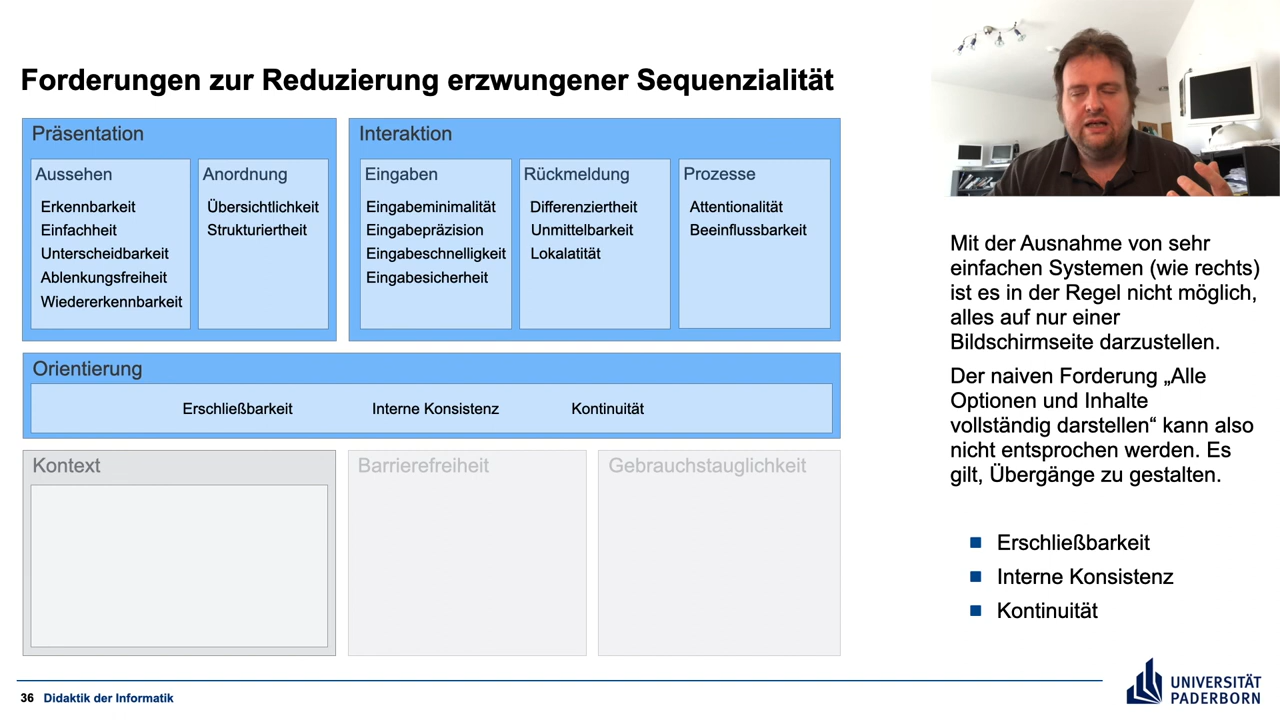 Forderungen zur Reduzierung erzwungener Sequenzialität
Präsentation
Aussehen
Erkennbarkeit
Einfachheit
Unterscheidbarkeit
Ablenkungsfreiheit
Wiedererkennbarkeit
Anordnung
Übersichtlichkeit
Strukturiertheit
Interaktion
Eingaben
Eingabeminimalität
Eingabepräzision
Eingabeschnelligkeit
Eingabesicherheit
Rückmeldung
Differenziertheit
Unmittelbarkeit
Lokalatität
Prozesse
Attentionalität
Beeinflussbarkeit
Orientierung
Erschließbarkeit
Interne Konsistenz
Kontinuität
Kontext
Barrierefreiheit
Gebrauchstauglichkeit
Mit der Ausnahme von sehr
einfachen Systemen (wie rechts)
ist es in der Regel nicht möglich,
alles auf nur einer
Bildschirmseite darzustellen.
Der naiven Forderung „Alle
Optionen und Inhalte
vollständig darstellen“ kann also
nicht entsprochen werden. Es
gilt, Übergänge zu gestalten.
Erschließbarkeit
Interne Konsistenz
Kontinuität
36 Didaktik der Informatik
UNIVERSITÄT
PADERBORN